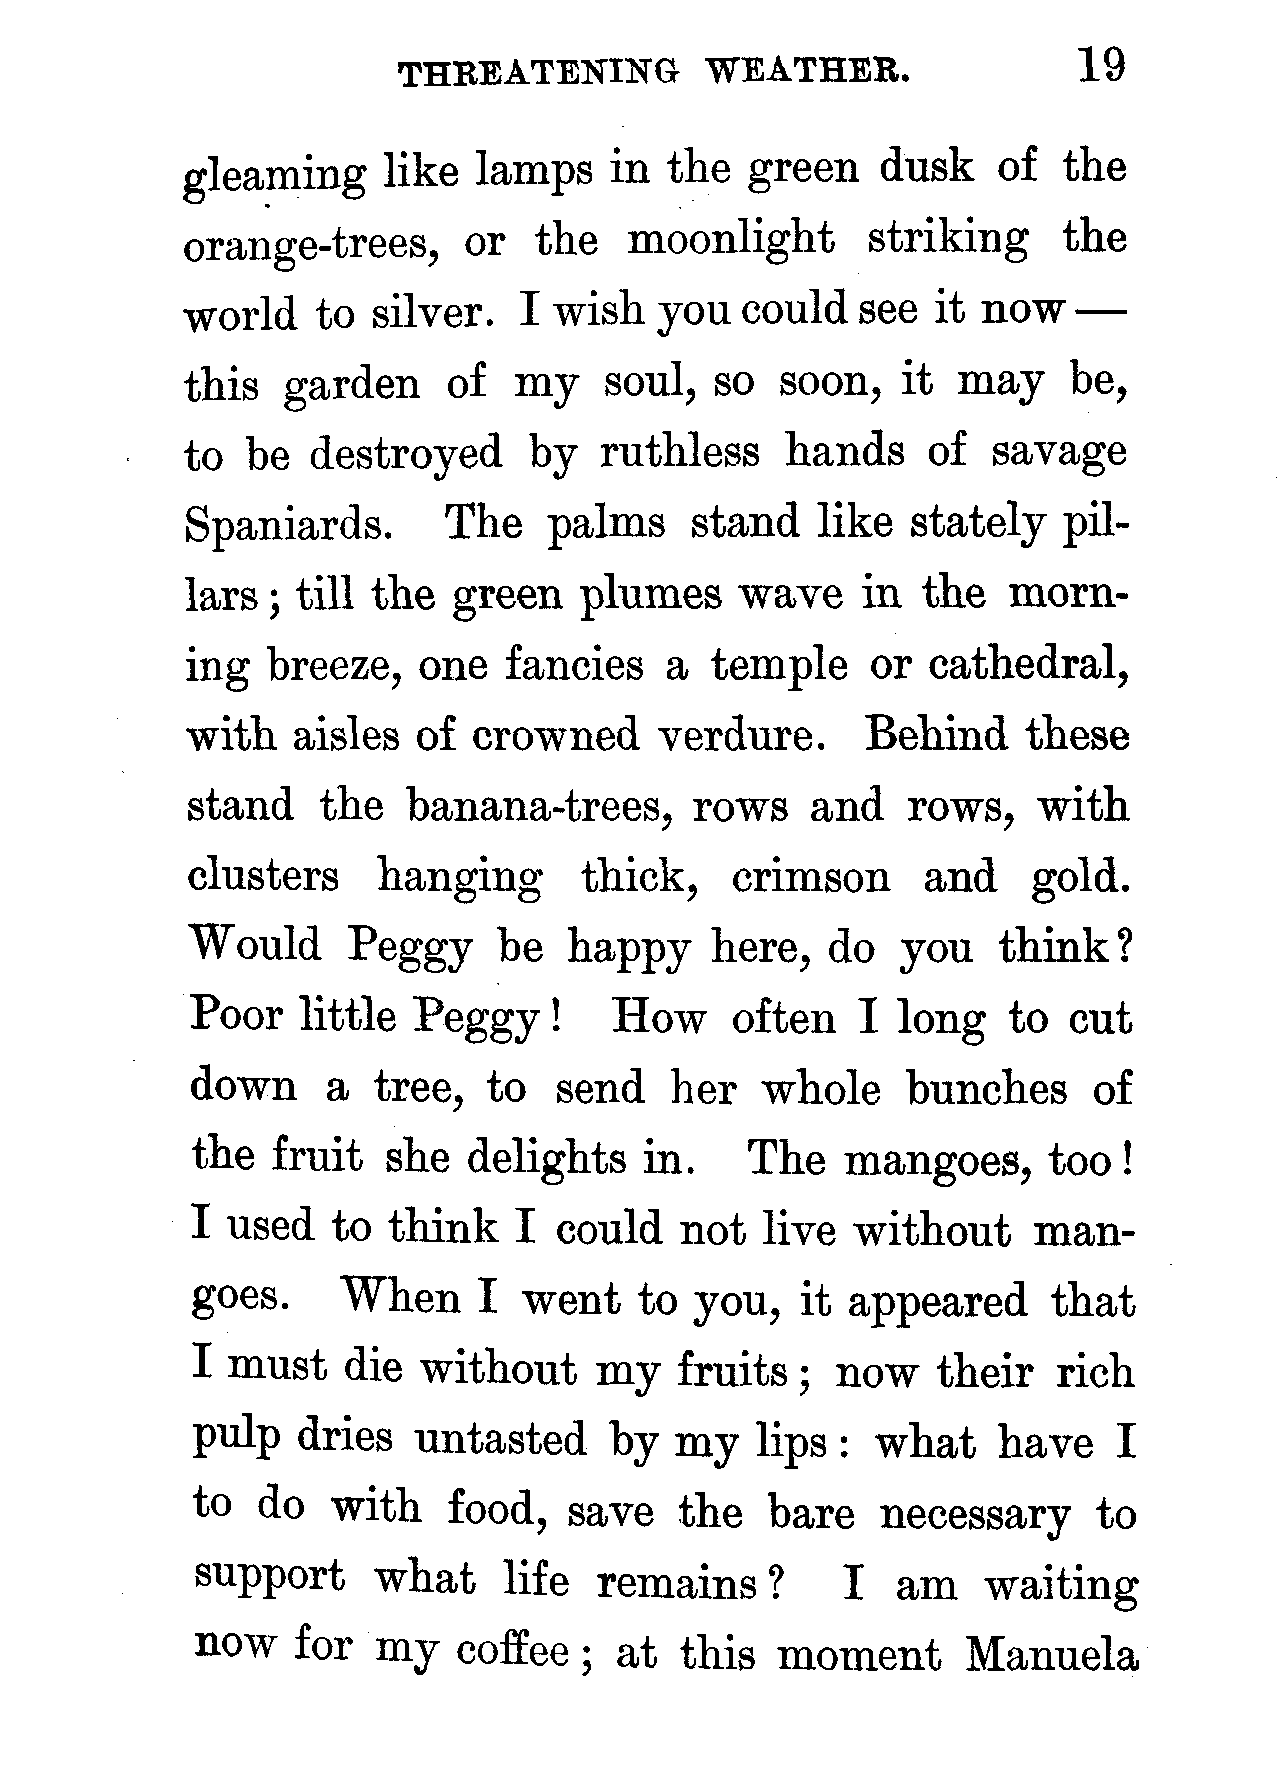 THREATENING WEATHER. 19
gleaming like lamps in the green dusk of the
orange-trees, or the moonlight striking the
world to silver. I wish you could see it now —
this garden of my soul, so soon, it may be,
to be destroyed by ruthless hands of savage
Spaniards. The palms stand like stately pil-
lars; till the green plumes wave in the morn-
ing breeze, one fancies a temple or cathedral,
with aisles of crowned verdure. Behind these
stand the banana-trees, rows and rows, with
clusters hanging thick, crimson and gold.
Would Peggy be happy here, do you think?
Poor little Peggy! How often I long to cut
down a tree, to send her whole bunches of
the fruit she delights in. The mangoes, too!
I used to think I could not live without man-
goes. When I went to you, it appeared that
I must die without my fruits; now their rich
pulp dries untasted by my lips: what have I
to do with food, save the bare necessary to
support what life remains? I am waiting
now for my coffee; at this moment Manuela